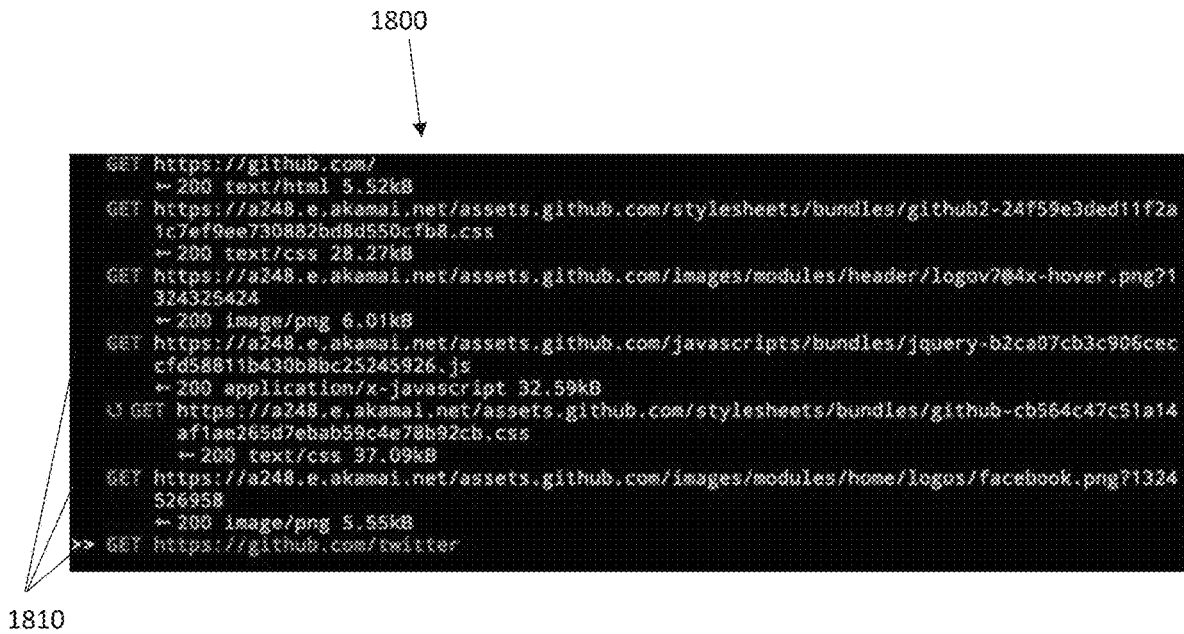 1800
GET https://github.com/
← 200 text/html 5.52kB
GET https://a248.e.akamai.net/assets.github.com/stylesheets/bundles/github2-24f59e3ded11f2a
1c7ef9ee730882bd8d550cfb8.css
← 200 text/css 28.27kB
GET https://a248.e.akamai.net/assets.github.com/images/modules/header/logov7@4x-hover.png?1
324325424
← 200 image/png 6.01kB
GET https://a248.e.akamai.net/assets.github.com/javascripts/bundles/jquery-b2ca07cb3c906cec
cfd58811b430b8bc25245926.js
← 200 application/x-javascript 32.59kB
↺ GET https://a248.e.akamai.net/assets.github.com/stylesheets/bundles/github-cb564c47c51a14
af1ae265d7ebab59c4e78b92cb.css
← 200 text/css 37.09kB
GET https://a248.e.akamai.net/assets.github.com/images/modules/home/logos/facebook.png?1324
526958
← 200 image/png 5.55kB
>> GET https://github.com/twitter
1810